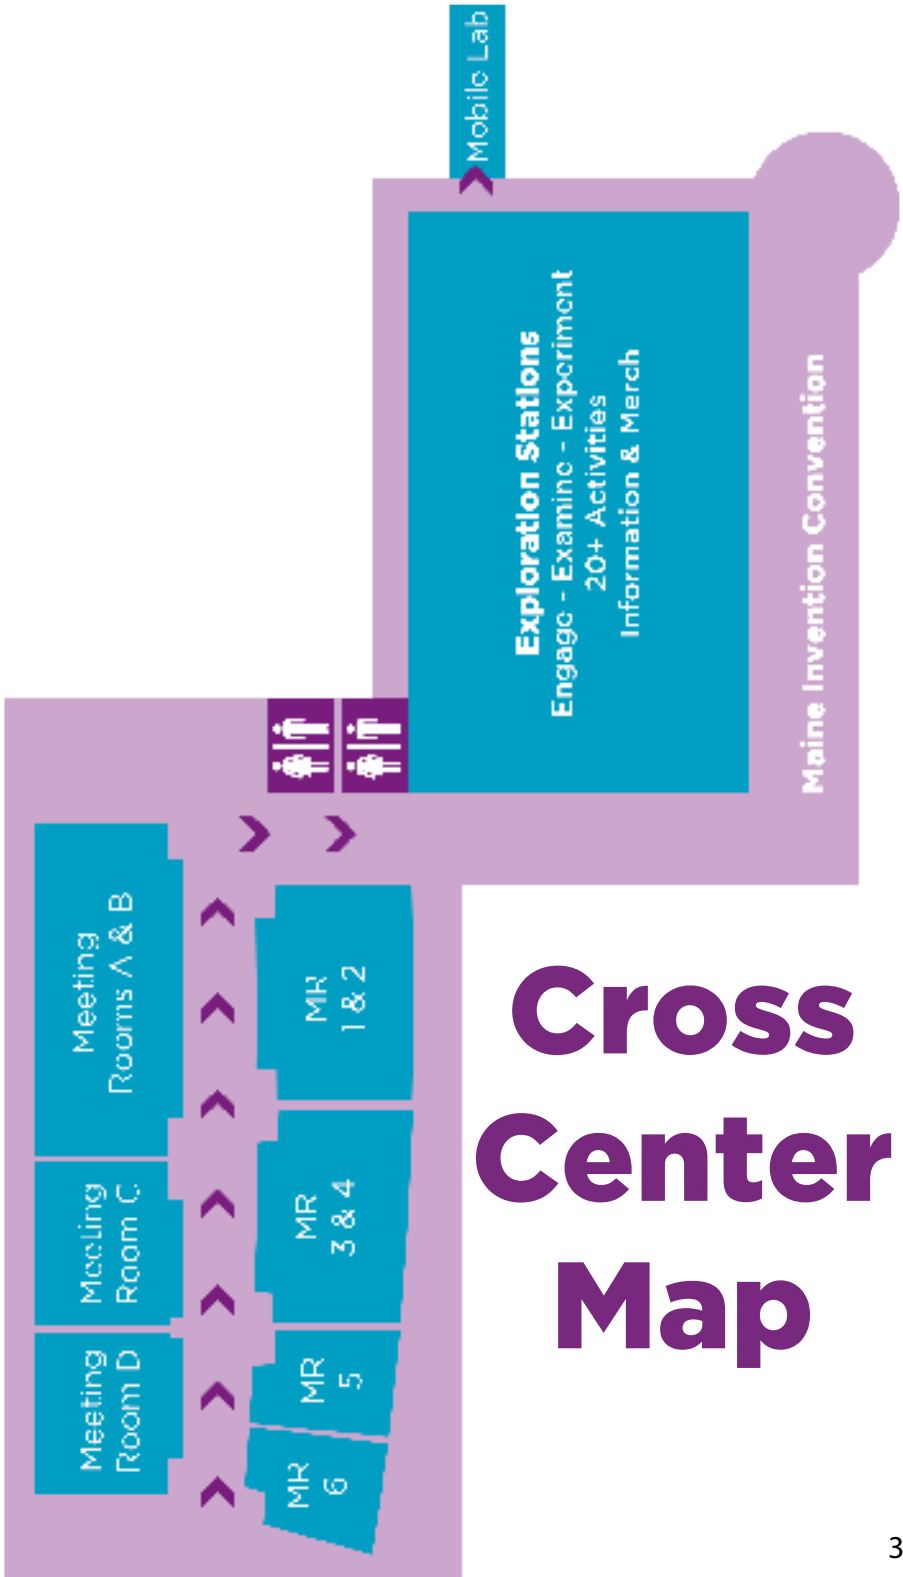 Mobile Lab
Exploration Stations
Engage - Examine - Experiment
20+ Activities
Information & Merch
Maine Invention Convention
Meeting
Rooms A & B
MR
1 & 2
Meeting
Room C
MR
3 & 4
Meeting
Room D
MR
5
MR
6
Cross
Center
Map
3